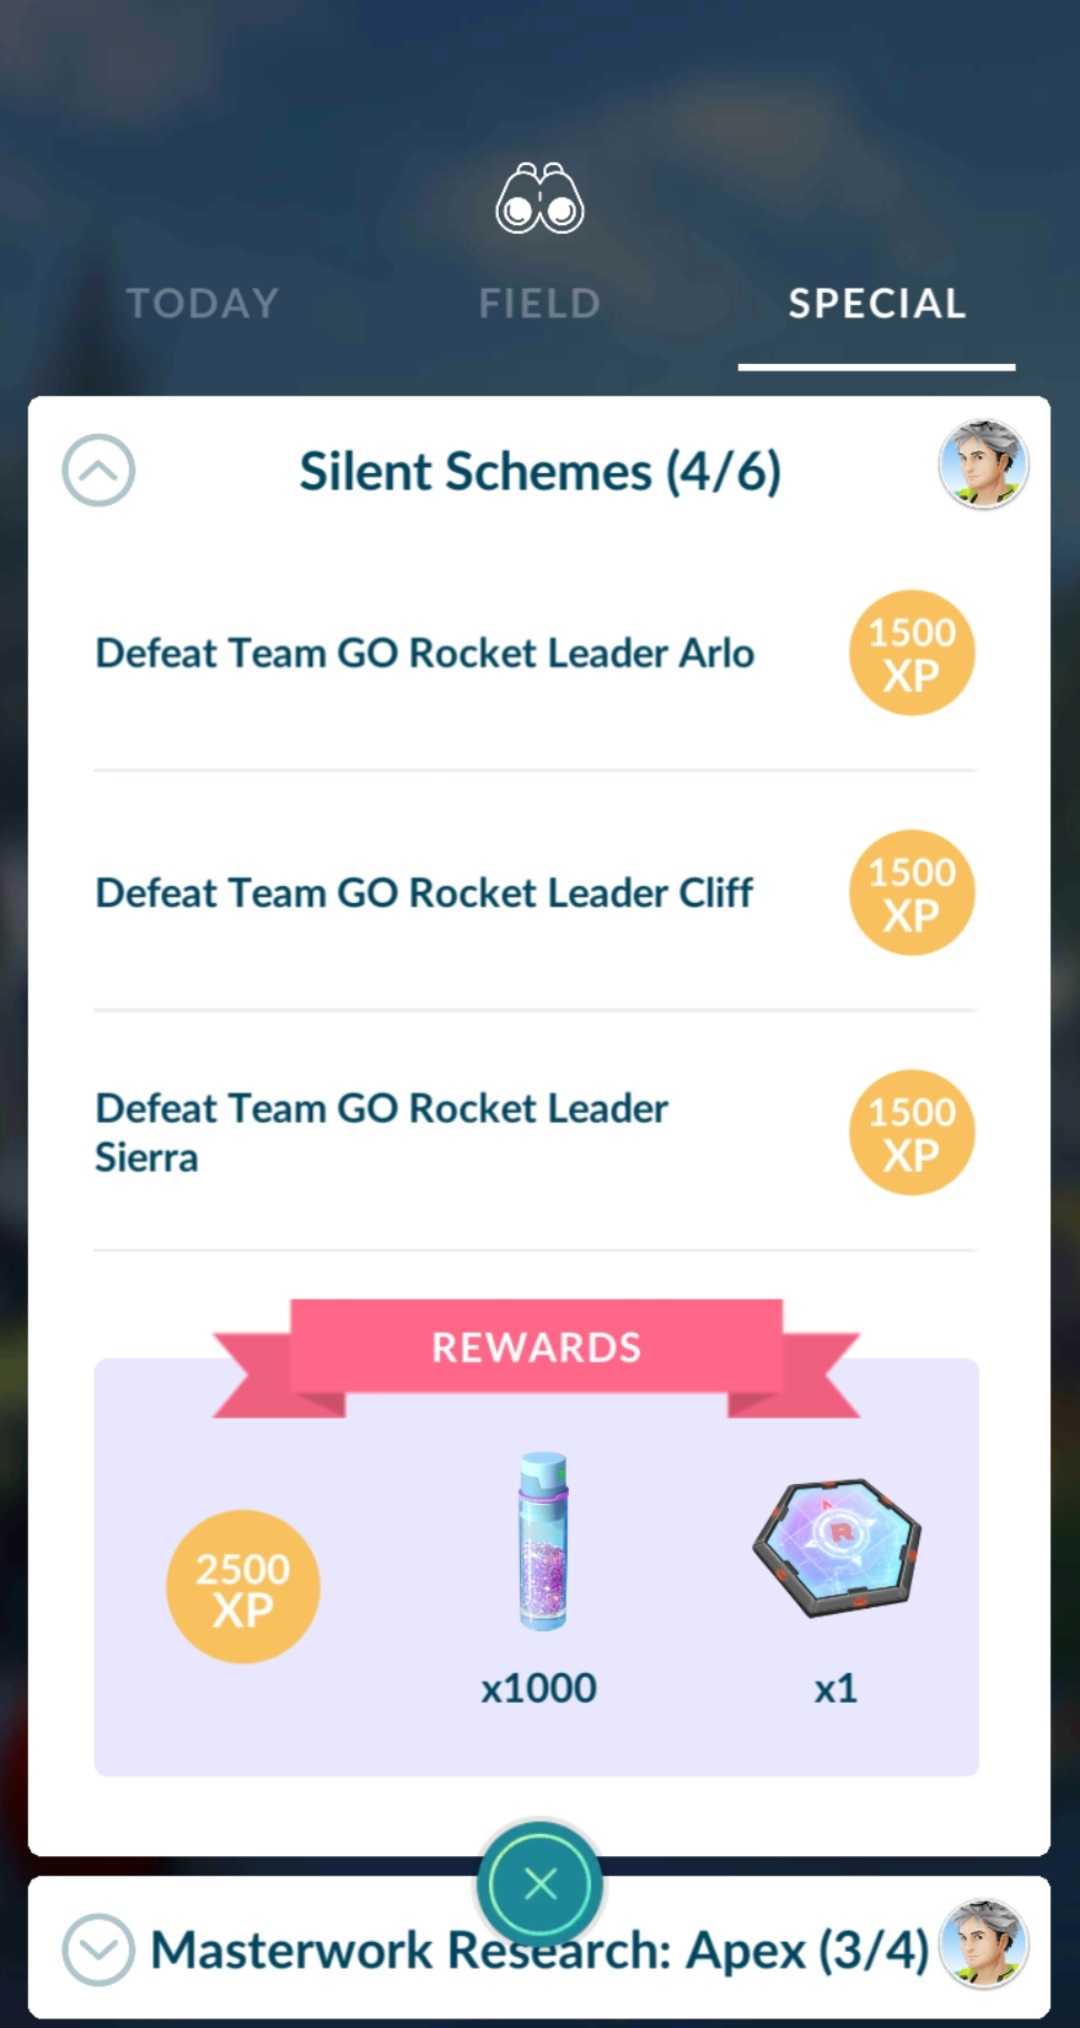 TODAY
FIELD
SPECIAL
Silent Schemes (4/6)
Defeat Team GO Rocket Leader Arlo
1500
XP
Defeat Team GO Rocket Leader Cliff
1500
XP
Defeat Team GO Rocket Leader
Sierra
1500
XP
REWARDS
2500
XP
x1000
R
x1
Masterwork Research: Apex (3/4)